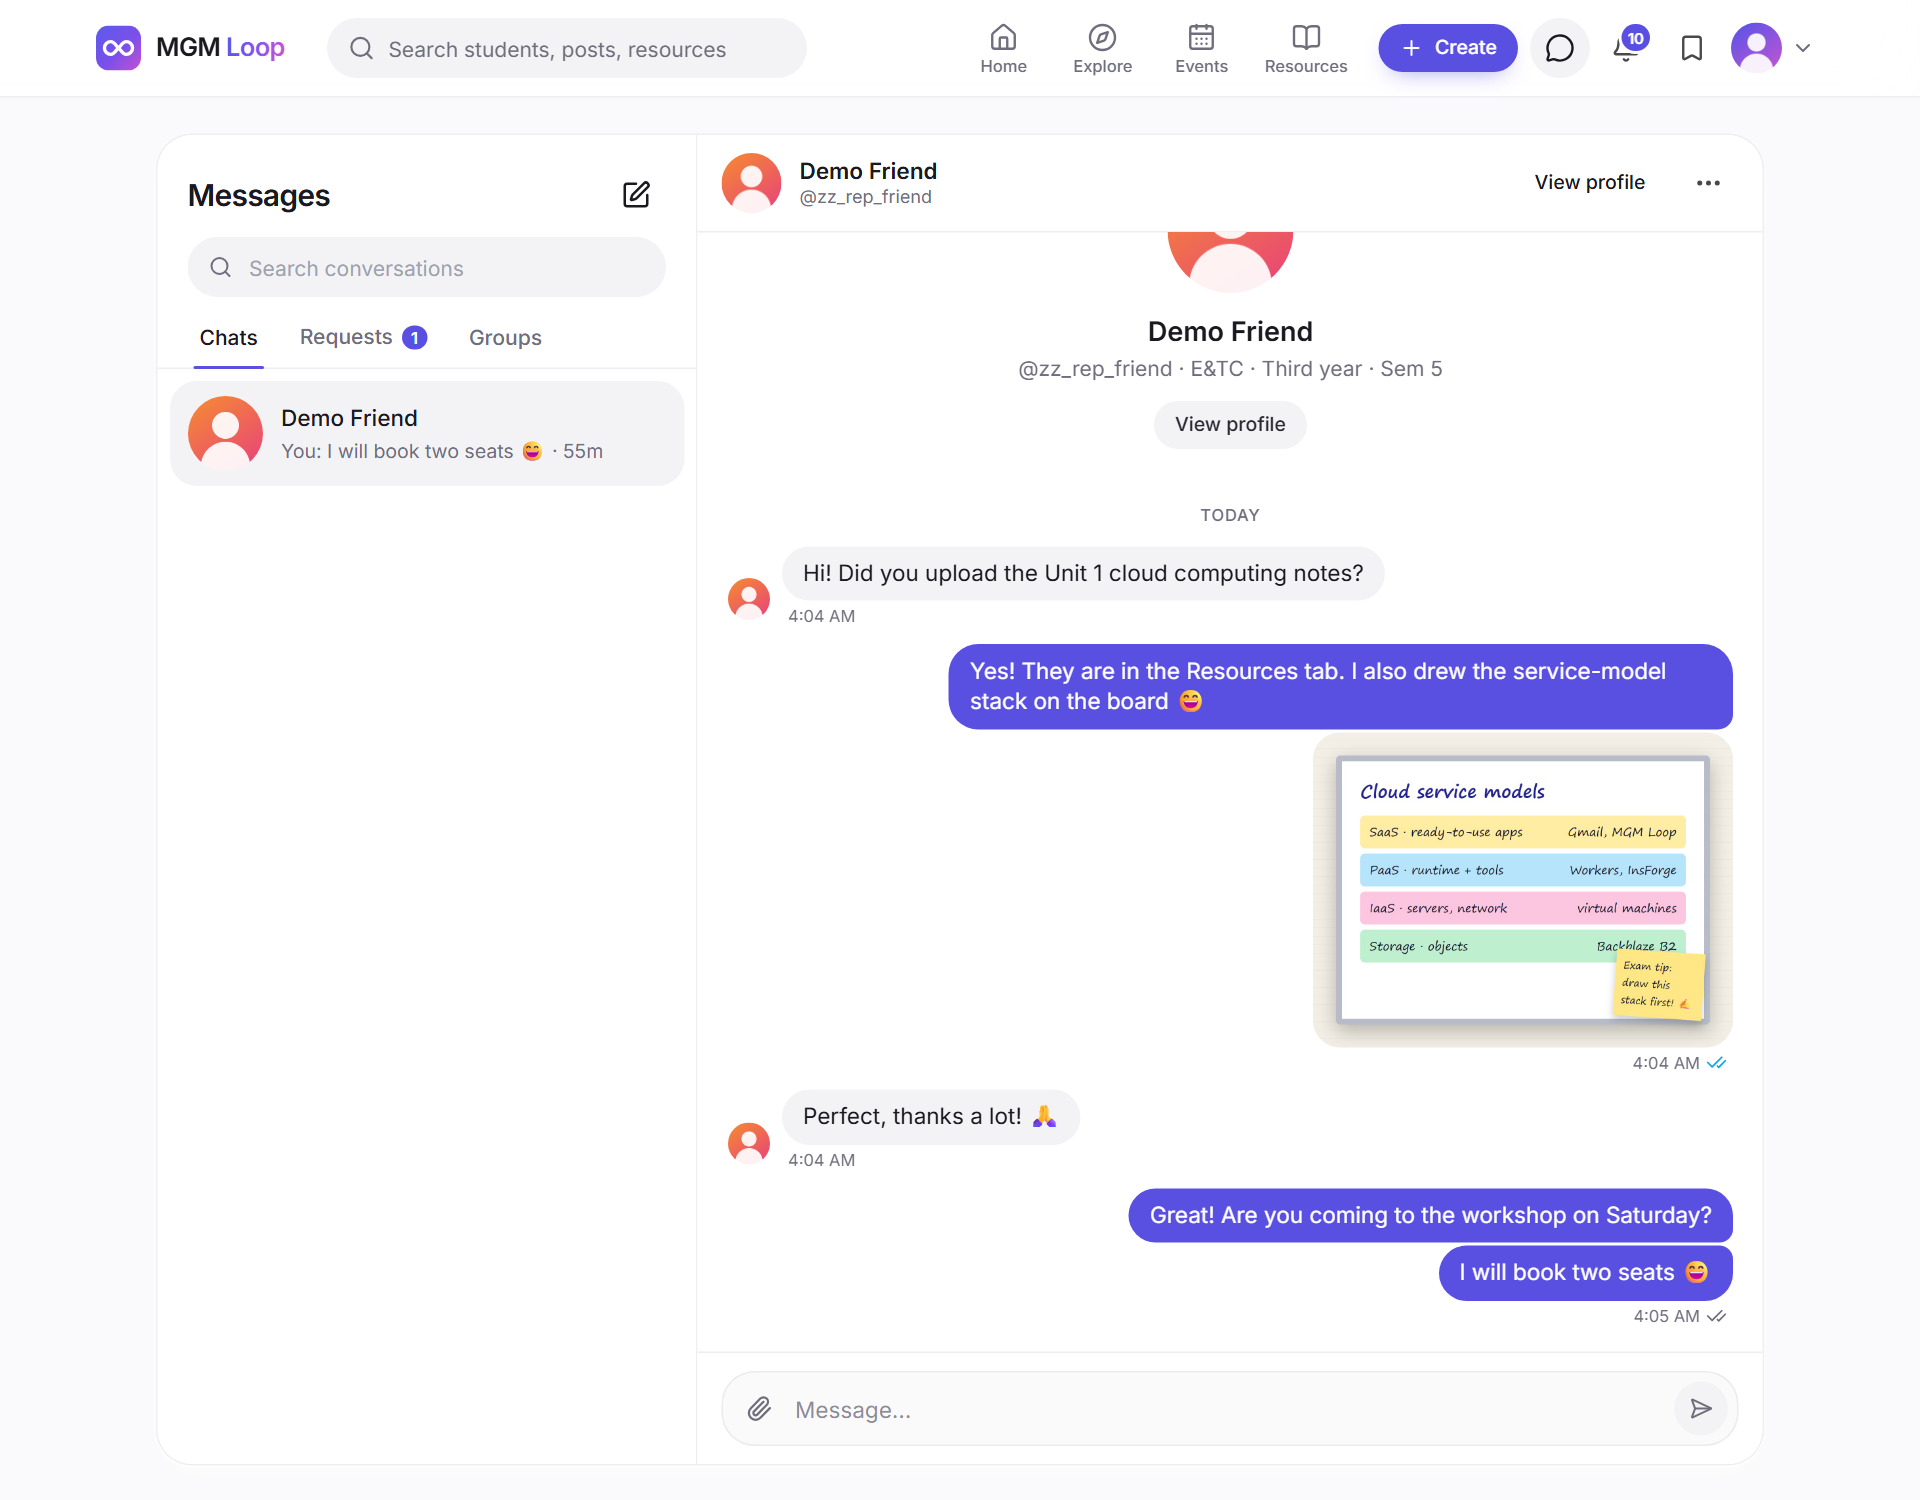 MGM Loop
Search students, posts, resources
Home
Explore
Events
Resources
Create
10
Messages
Search conversations
Chats
Requests 1
Groups
Demo Friend
You: I will book two seats 😄 · 55m
Demo Friend
@zz_rep_friend
View profile
Demo Friend
@zz_rep_friend · E&TC · Third year · Sem 5
View profile
TODAY
Hi! Did you upload the Unit 1 cloud computing notes?
4:04 AM
Yes! They are in the Resources tab. I also drew the service-model
stack on the board 😄
Cloud service models
SaaS · ready-to-use apps Gmail, MGM Loop
PaaS · runtime + tools Workers, InsForge
IaaS · servers, network virtual machines
Storage · objects Backblaze B2
Exam tip:
draw this
stack first! ✍
4:04 AM
Perfect, thanks a lot! 🙏
4:04 AM
Great! Are you coming to the workshop on Saturday?
I will book two seats 😄
4:05 AM
Message...